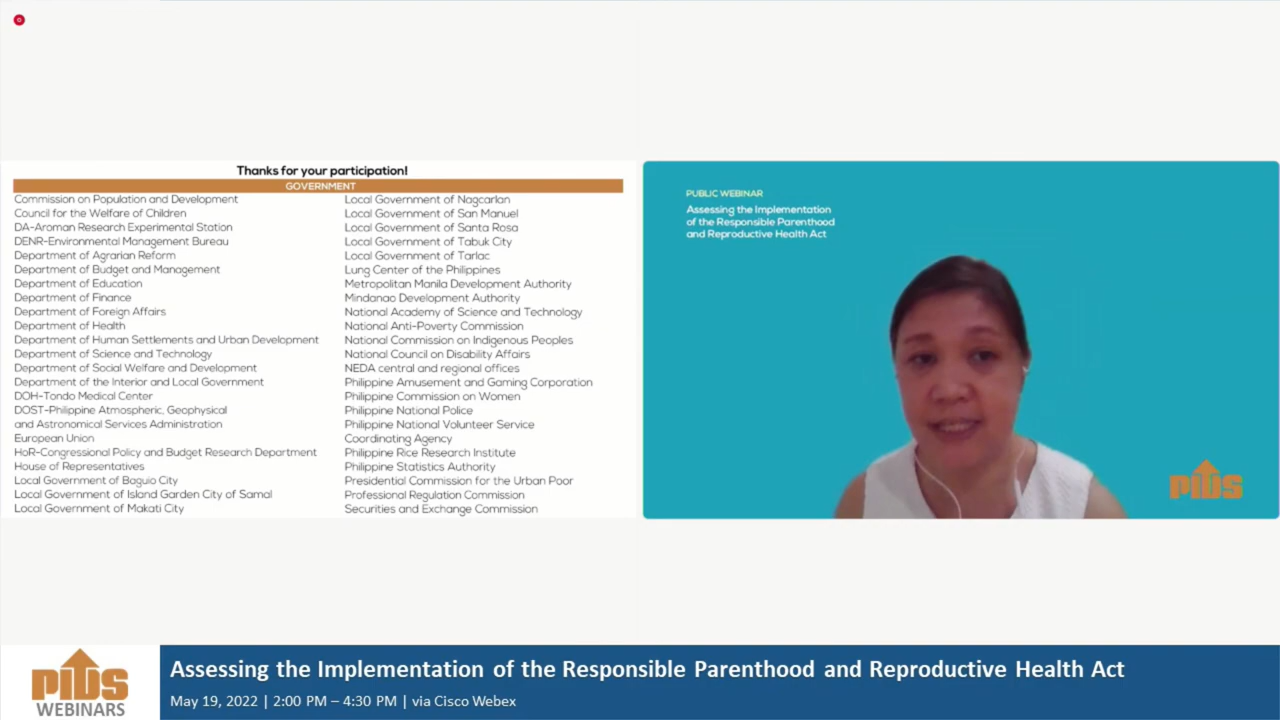 Thanks for your participation!
GOVERNMENT
Commission on Population and Development
Council for the Welfare of Children
DA-Aroman Research Experimental Station
DENR-Environmental Management Bureau
Department of Agrarian Reform
Department of Budget and Management
Department of Education
Department of Finance
Department of Foreign Affairs
Department of Health
Department of Human Settlements and Urban Development
Department of Science and Technology
Department of Social Welfare and Development
Department of the Interior and Local Government
DOH-Tondo Medical Center
DOST-Philippine Atmospheric, Geophysical
and Astronomical Services Administration
European Union
HoR-Congressional Policy and Budget Research Department
House of Representatives
Local Government of Baguio City
Local Government of Island Garden City of Samal
Local Government of Makati City
Local Government of Nagcarlan
Local Government of San Manuel
Local Government of Santa Rosa
Local Government of Tabuk City
Local Government of Tarlac
Lung Center of the Philippines
Metropolitan Manila Development Authority
Mindanao Development Authority
National Academy of Science and Technology
National Anti-Poverty Commission
National Commission on Indigenous Peoples
National Council on Disability Affairs
NEDA central and regional offices
Philippine Amusement and Gaming Corporation
Philippine Commission on Women
Philippine National Police
Philippine National Volunteer Service
Coordinating Agency
Philippine Rice Research Institute
Philippine Statistics Authority
Presidential Commission for the Urban Poor
Professional Regulation Commission
Securities and Exchange Commission
PUBLIC WEBINAR
Assessing the Implementation
of the Responsible Parenthood
and Reproductive Health Act
PIDS
PIDS
WEBINARS
Assessing the Implementation of the Responsible Parenthood and Reproductive Health Act
May 19, 2022 | 2:00 PM – 4:30 PM | via Cisco Webex